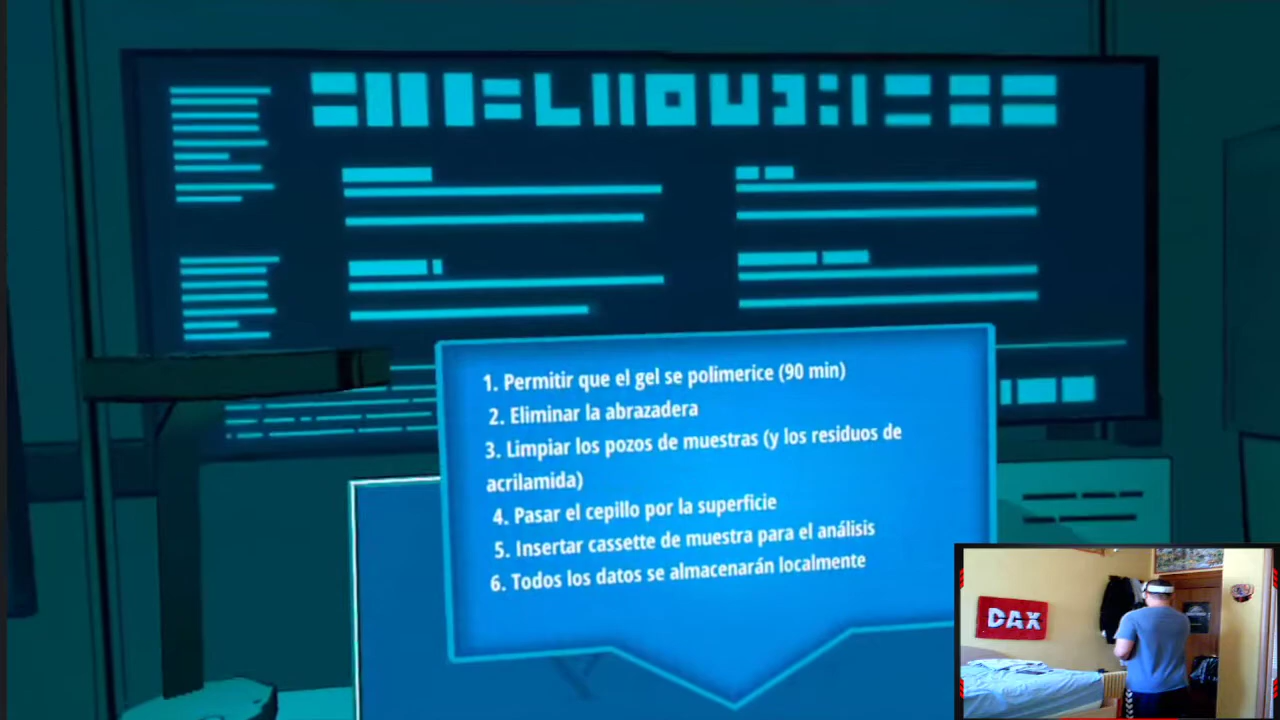 1. Permitir que el gel se polimerice (90 min)
2. Eliminar la abrazadera
3. Limpiar los pozos de muestras (y los residuos de
acrilamida)
4. Pasar el cepillo por la superficie
5. Insertar cassette de muestra para el análisis
6. Todos los datos se almacenarán localmente
DAX